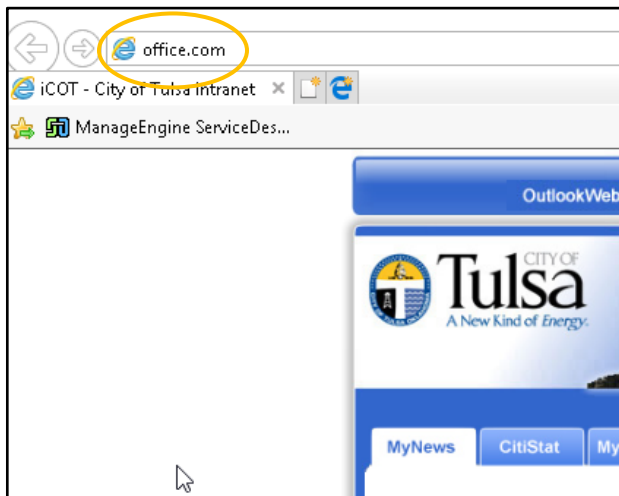 office.com
iCOT - City of Tulsa Intranet
ManageEngine ServiceDes...
OutlookWeb
CITY OF
Tulsa
A New Kind of Energy.
MyNews CitiStat My